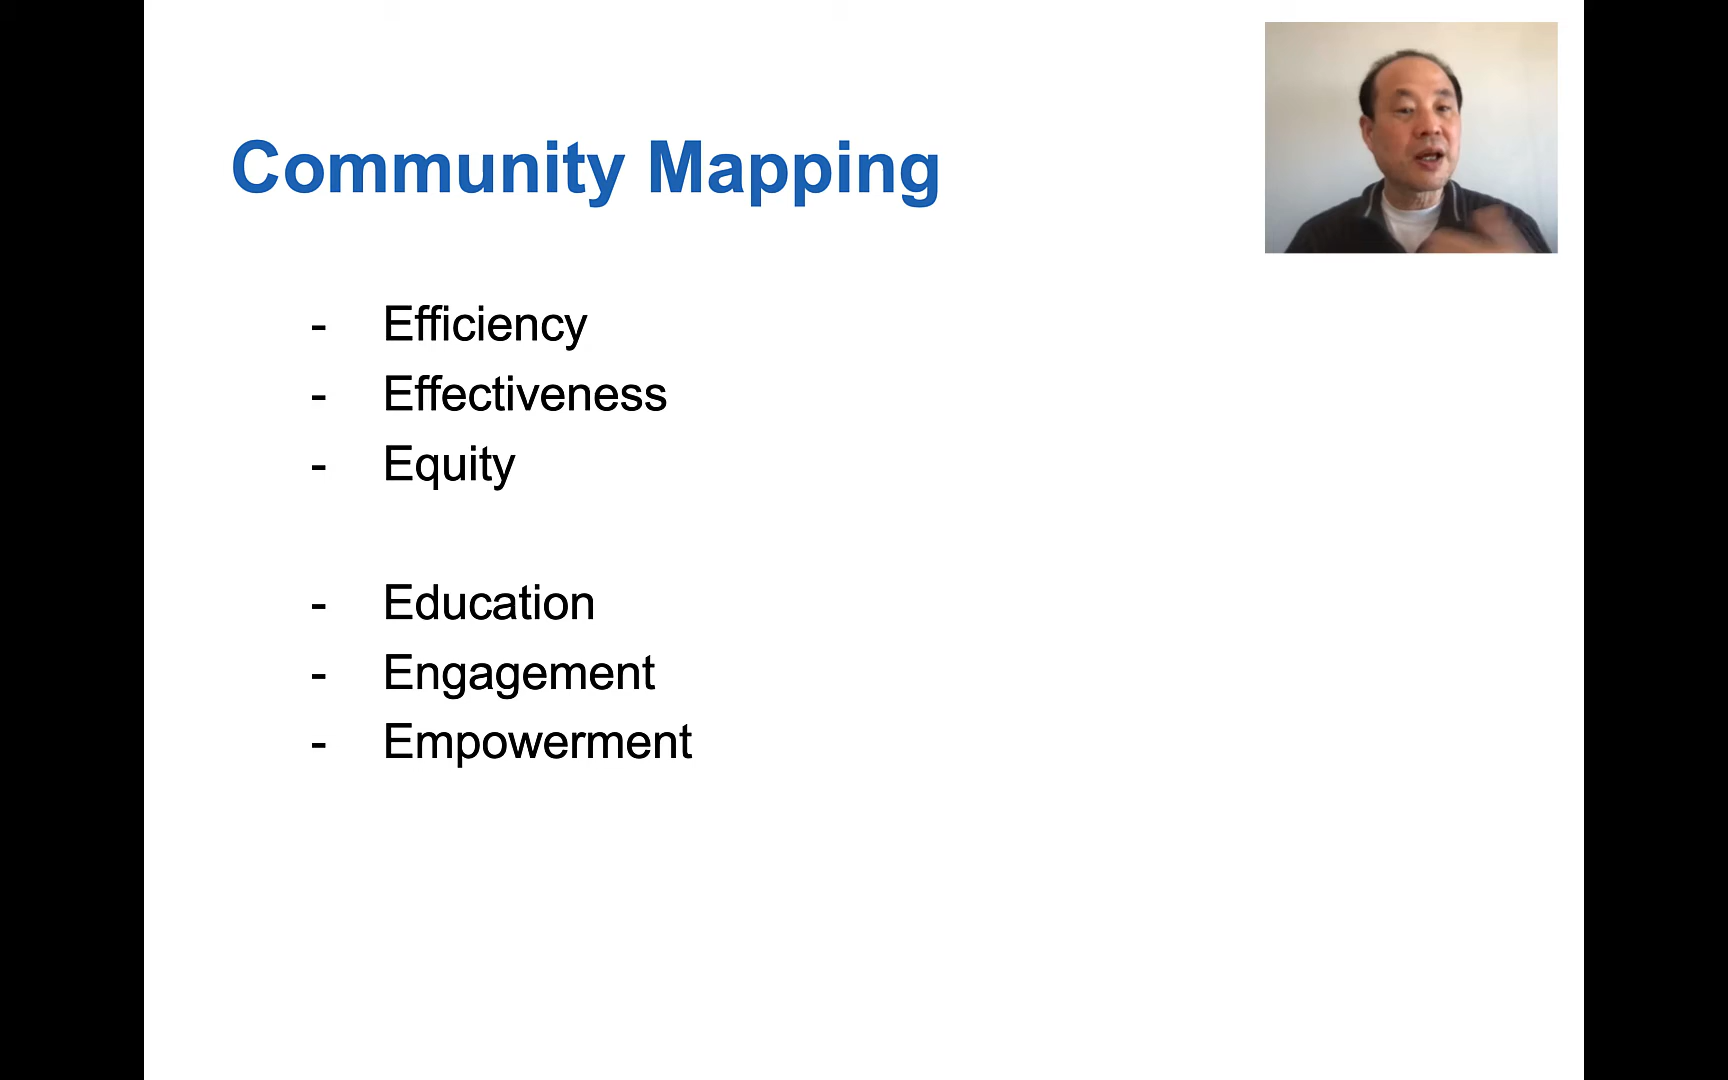 Community Mapping
- Efficiency
- Effectiveness
- Equity
- Education
- Engagement
- Empowerment